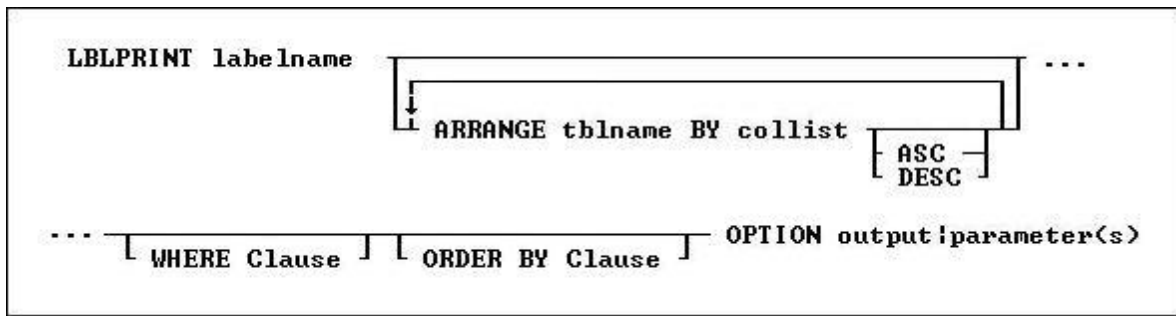 LBLPRINT labelname ...
ARRANGE tblname BY collist
ASC
DESC
... OPTION output¦parameter(s)
WHERE Clause ORDER BY Clause